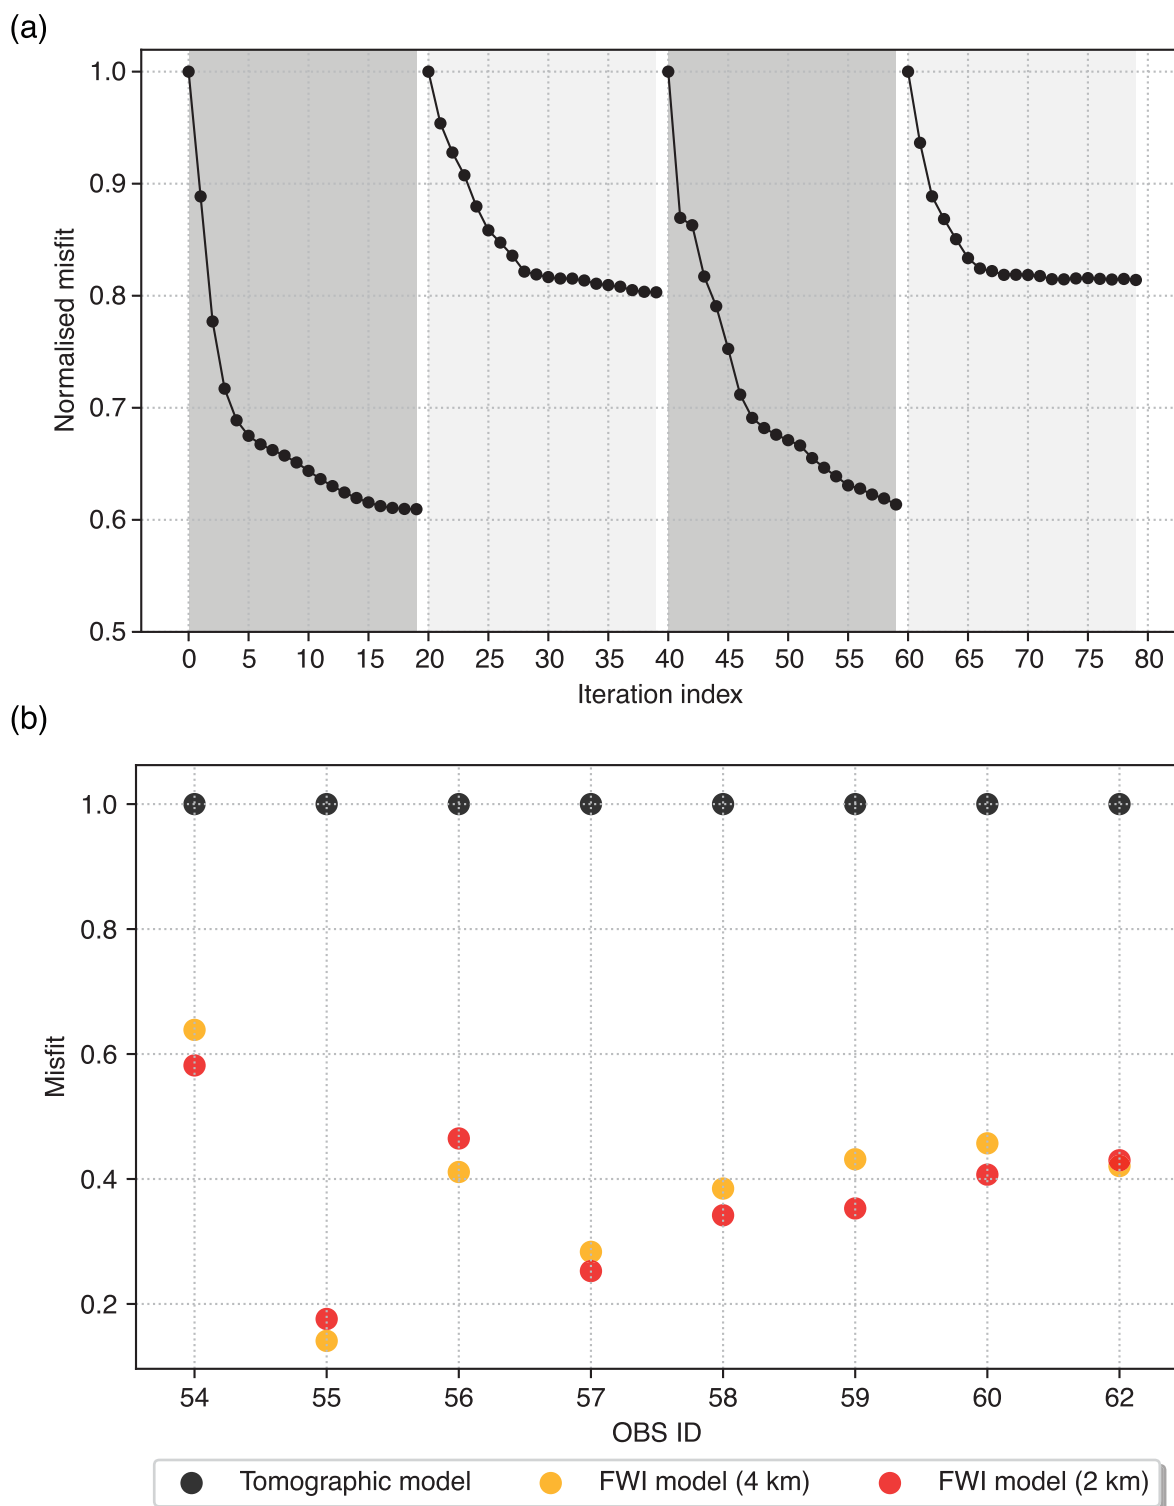 (a)
1.0
0.9
0.8
0.7
0.6
0.5
Normalised misfit
0 5 10 15 20 25 30 35 40 45 50 55 60 65 70 75 80
Iteration index
(b)
1.0
0.8
0.6
0.4
0.2
Misfit
54 55 56 57 58 59 60 62
OBS ID
Tomographic model FWI model (4 km) FWI model (2 km)